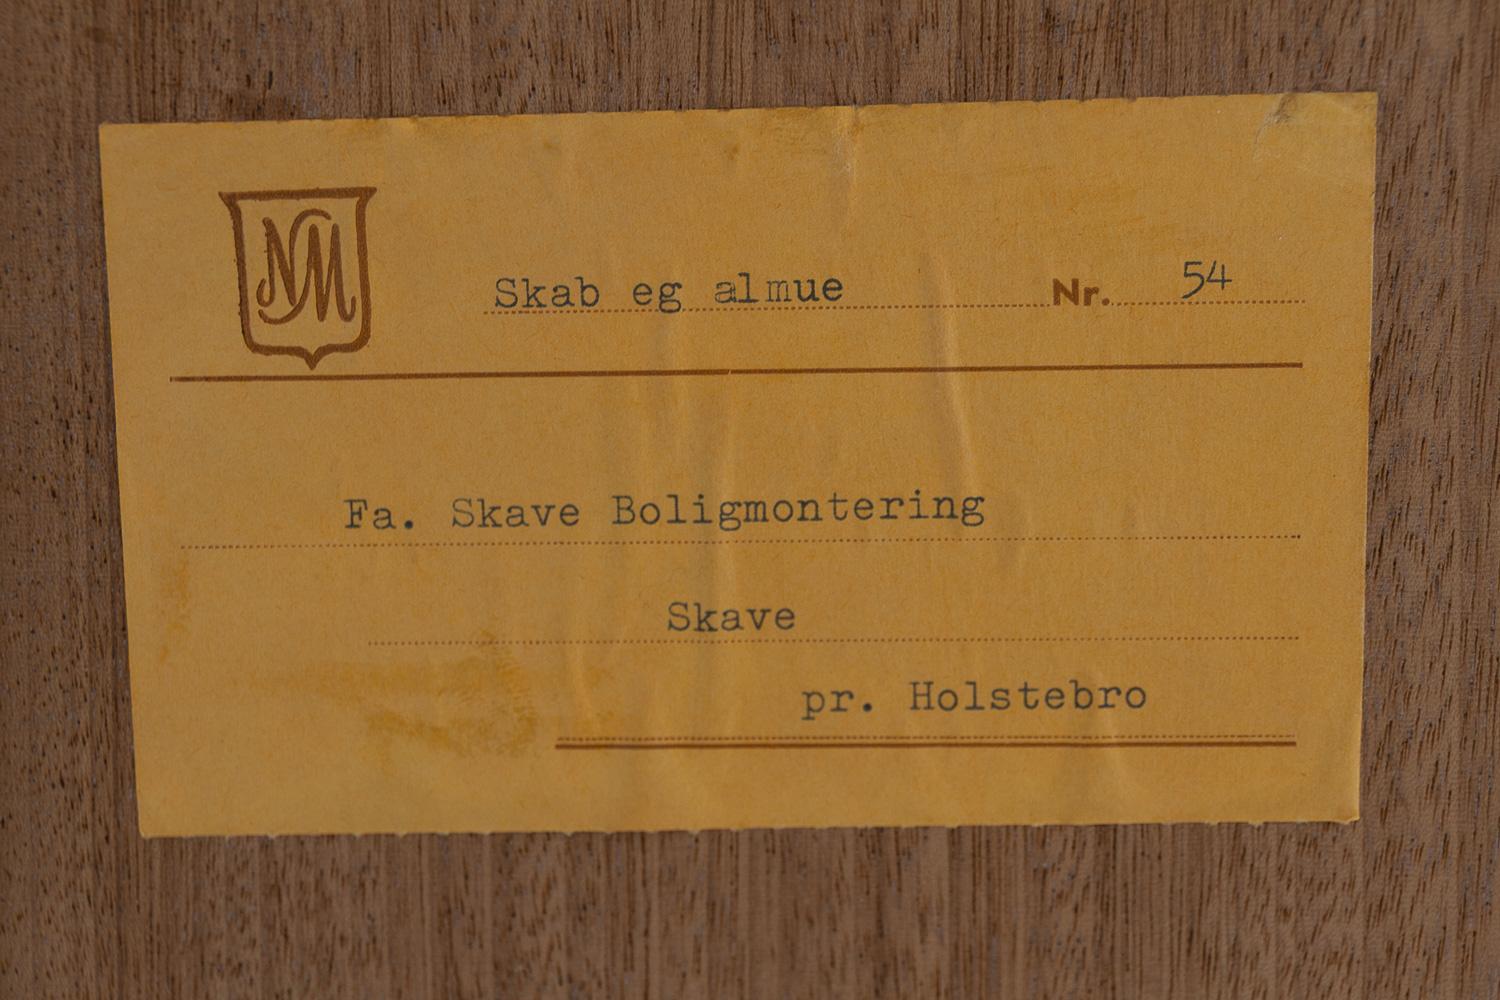 NM
Skab eg almue Nr. 54
Fa. Skave Boligmontering
Skave
pr. Holstebro